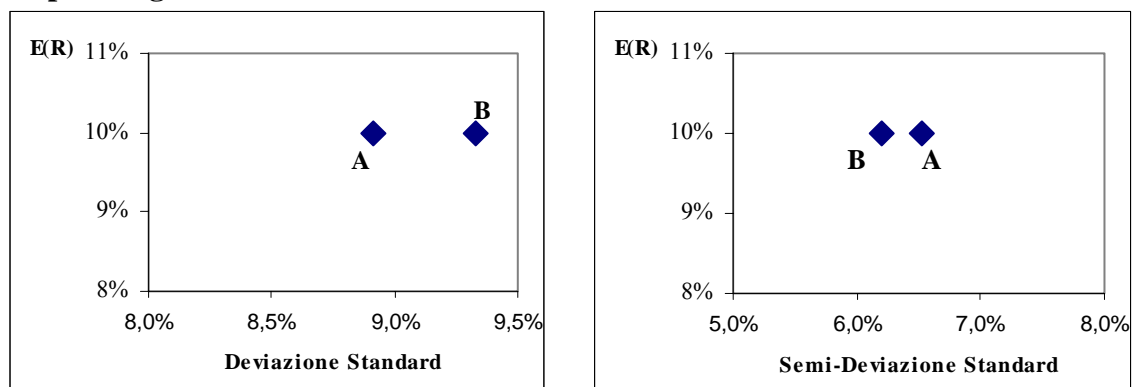 E(R)
11%
10%
9%
8%
B
A
8,0%
8,5%
9,0%
9,5%
Deviazione Standard
E(R)
11%
10%
9%
8%
B
A
5,0%
6,0%
7,0%
8,0%
Semi-Deviazione Standard